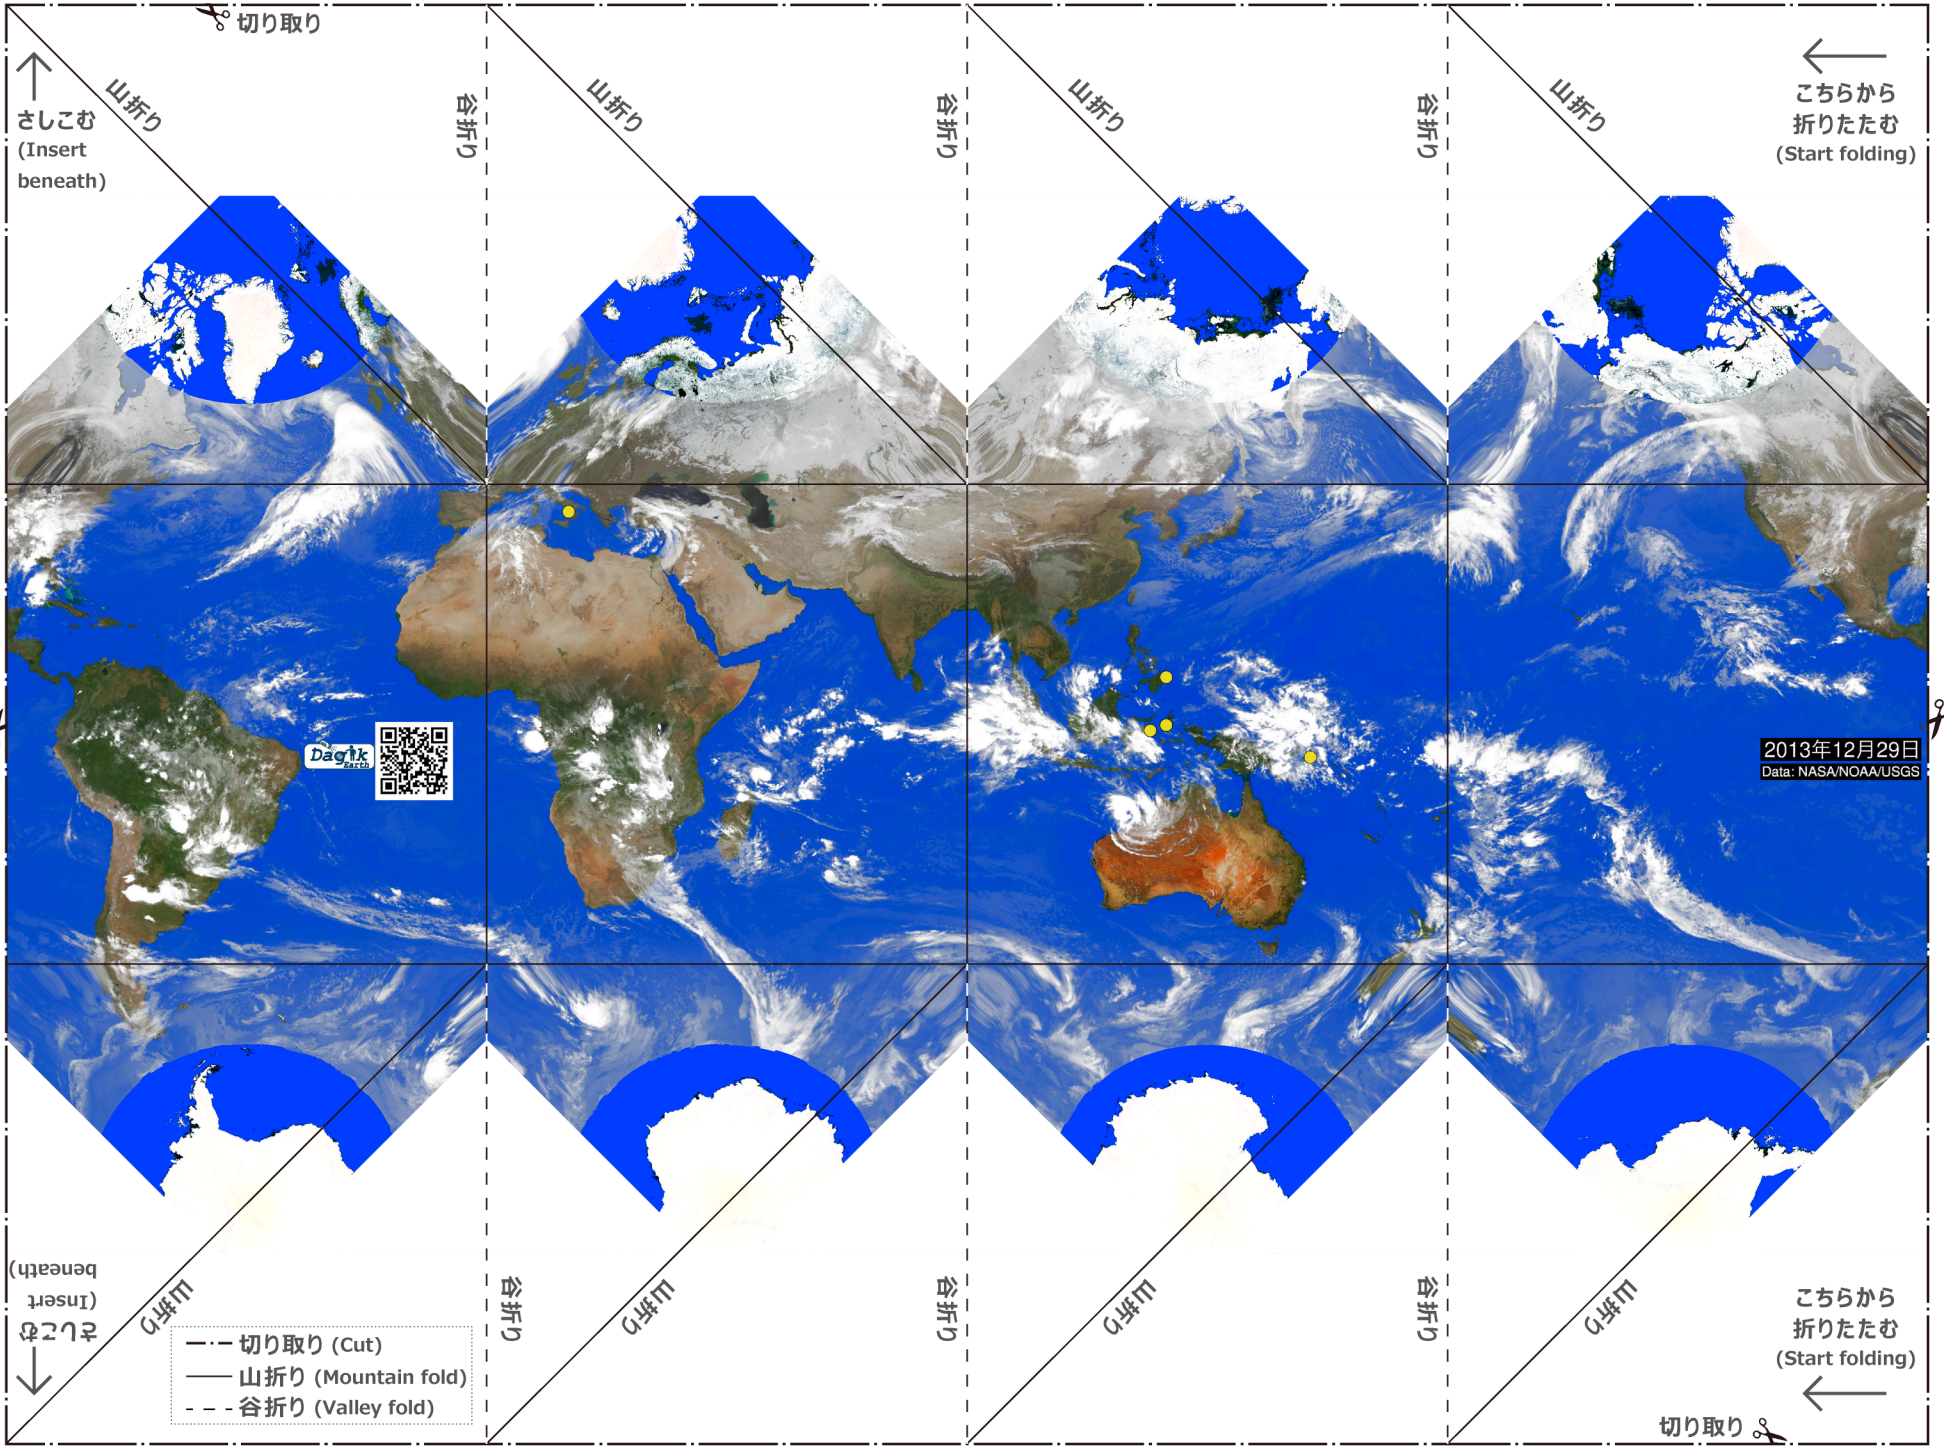 切り取り
山折り
谷折り
山折り
谷折り
山折り
谷折り
山折り
さしこむ
(Insert
beneath)
こちらから
折りたたむ
(Start folding)
Dagik
Earth
2013年12月29日
Data: NASA/NOAA/USGS
さしこむ
(Insert
beneath)
山折り
谷折り
山折り
谷折り
山折り
谷折り
山折り
こちらから
折りたたむ
(Start folding)
切り取り (Cut)
山折り (Mountain fold)
谷折り (Valley fold)
切り取り